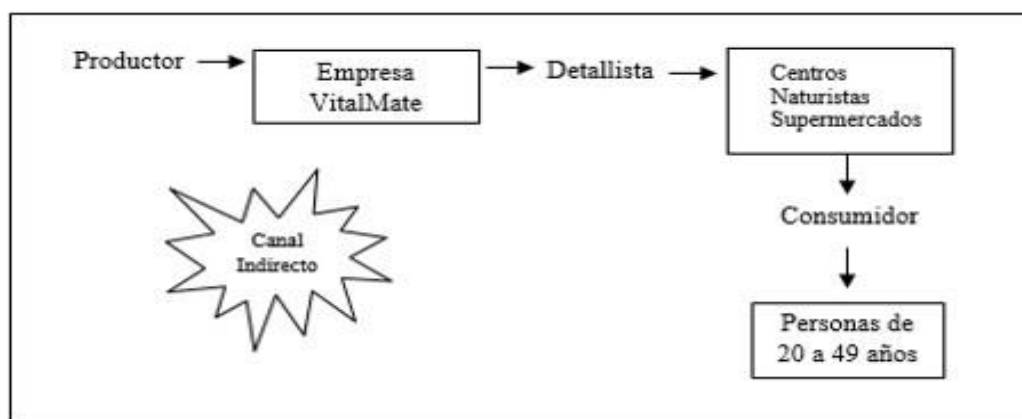 Productor
Empresa
VitalMate
Detallista
Centros
Naturistas
Supermercados
Consumidor
Canal
Indirecto
Personas de
20 a 49 años